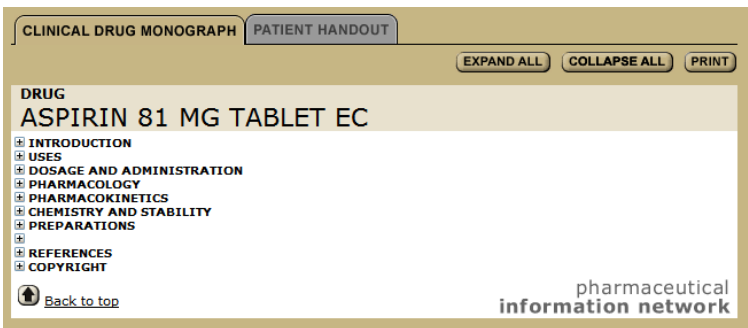 CLINICAL DRUG MONOGRAPH PATIENT HANDOUT
EXPAND ALL COLLAPSE ALL PRINT
DRUG
ASPIRIN 81 MG TABLET EC
INTRODUCTION
USES
DOSAGE AND ADMINISTRATION
PHARMACOLOGY
PHARMACOKINETICS
CHEMISTRY AND STABILITY
PREPARATIONS
REFERENCES
COPYRIGHT
Back to top
pharmaceutical
information network